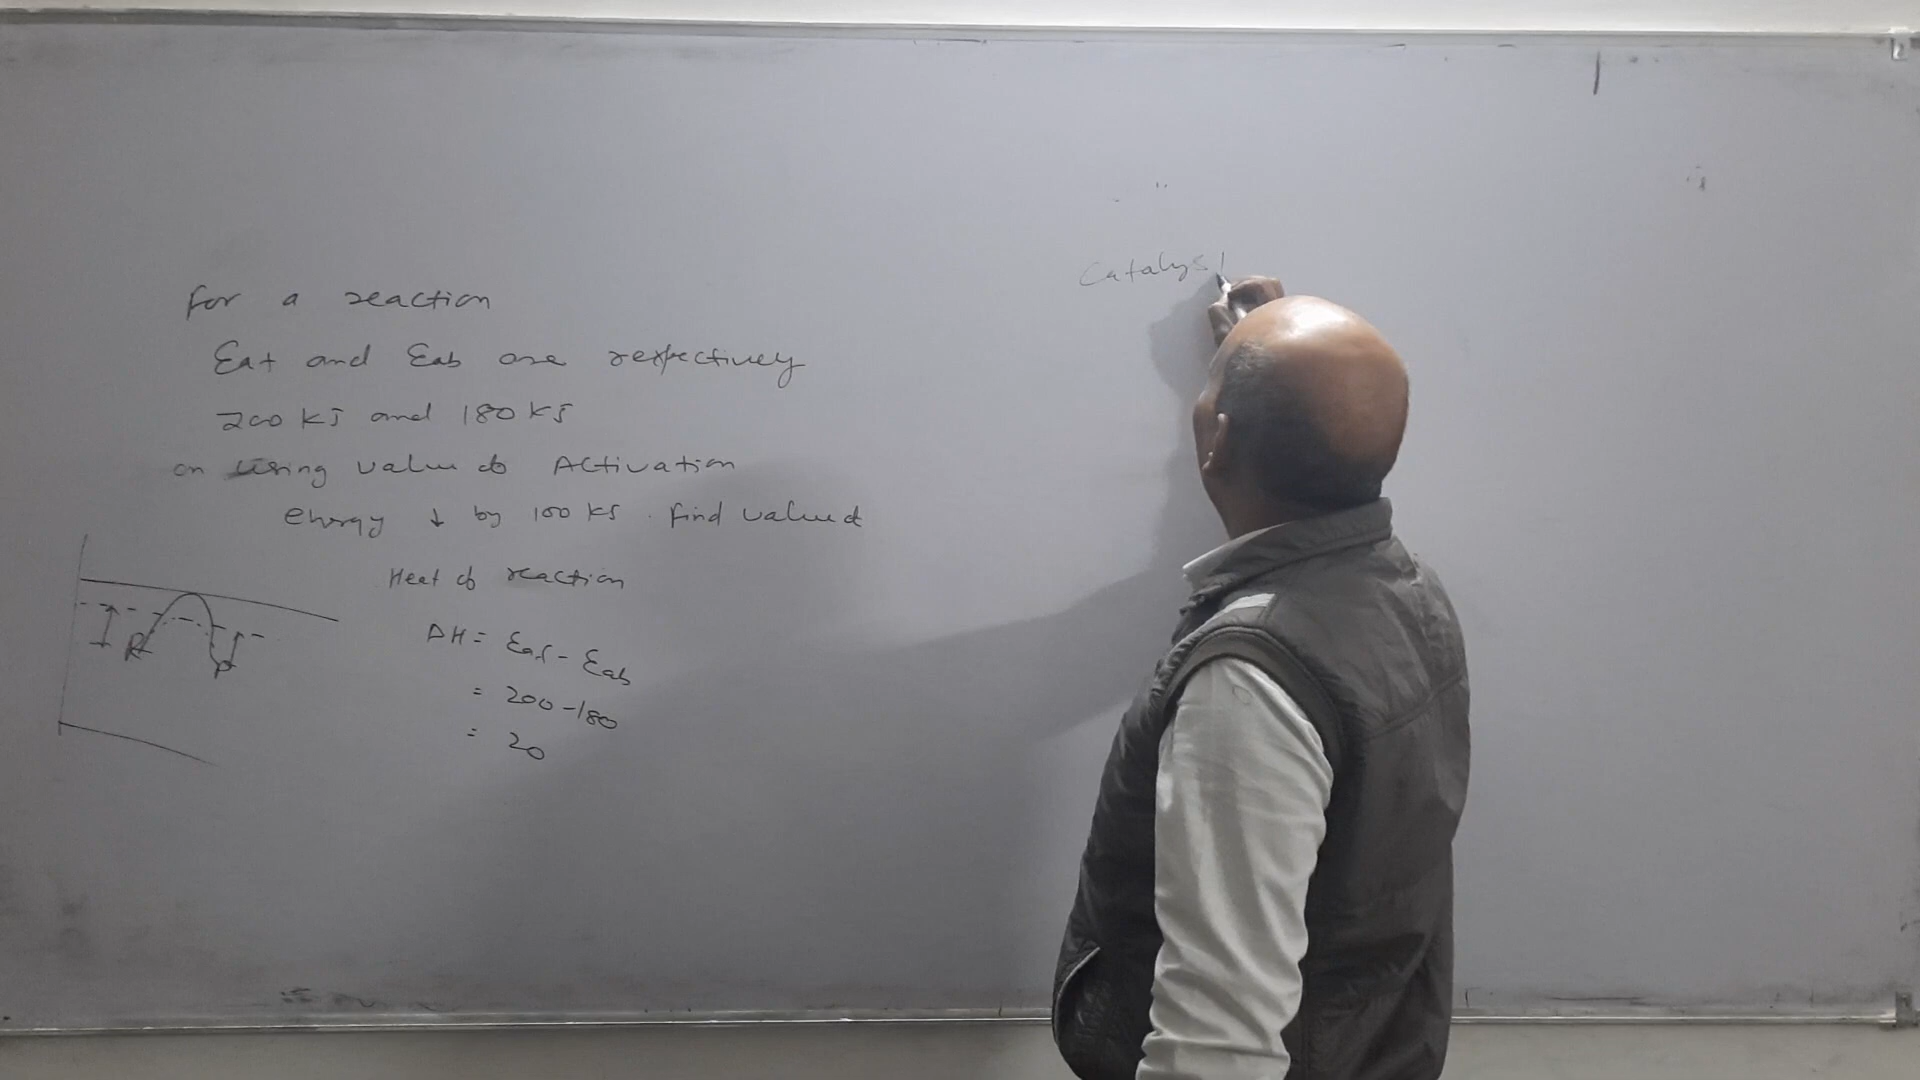 For a reaction
Eat and Eab are respectively
200 KJ and 180 KJ
on using value of Activation
energy ↓ by 100 KJ . find value of
Heat of reaction
ΔH = Eaf - Eab
= 200 - 180
= 20
R P
Catalyst